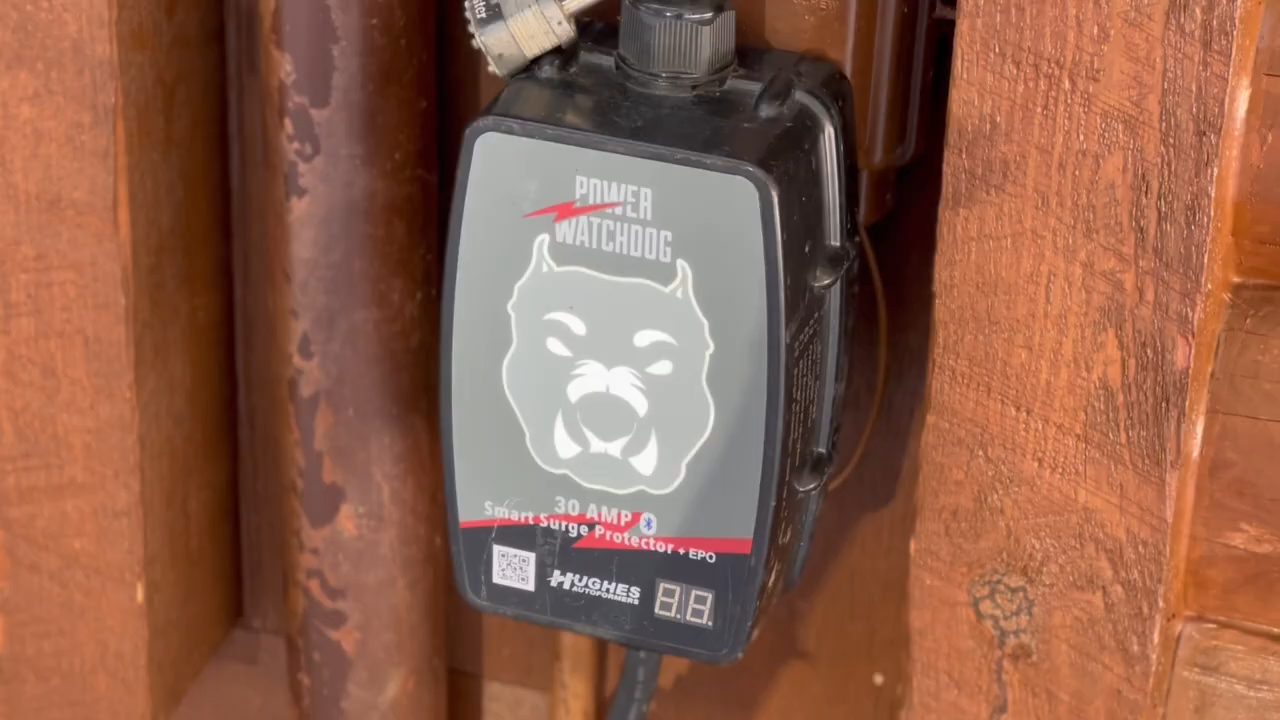 POWER
WATCHDOG
30 AMP
Smart Surge Protector + EPO
HUGHES
AUTOFORMERS